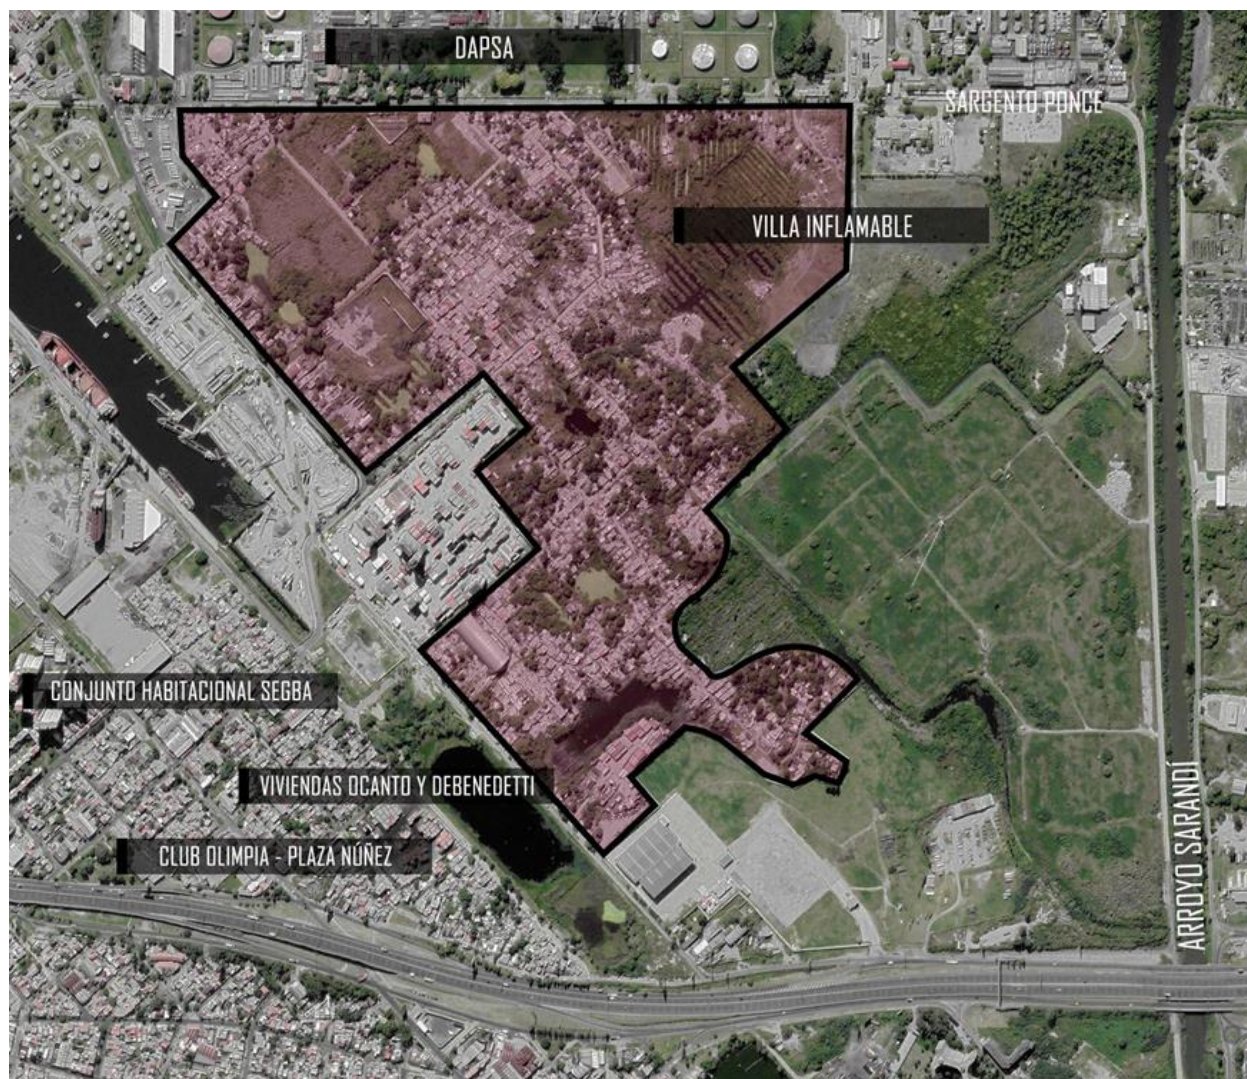 DAPSA
SARGENTO PONCE
VILLA INFLAMABLE
CONJUNTO HABITACIONAL SEGBA
VIVIENDAS OCANTO Y DEBENEDETTI
CLUB OLIMPIA - PLAZA NÚÑEZ
ARROYO SARANDÍ